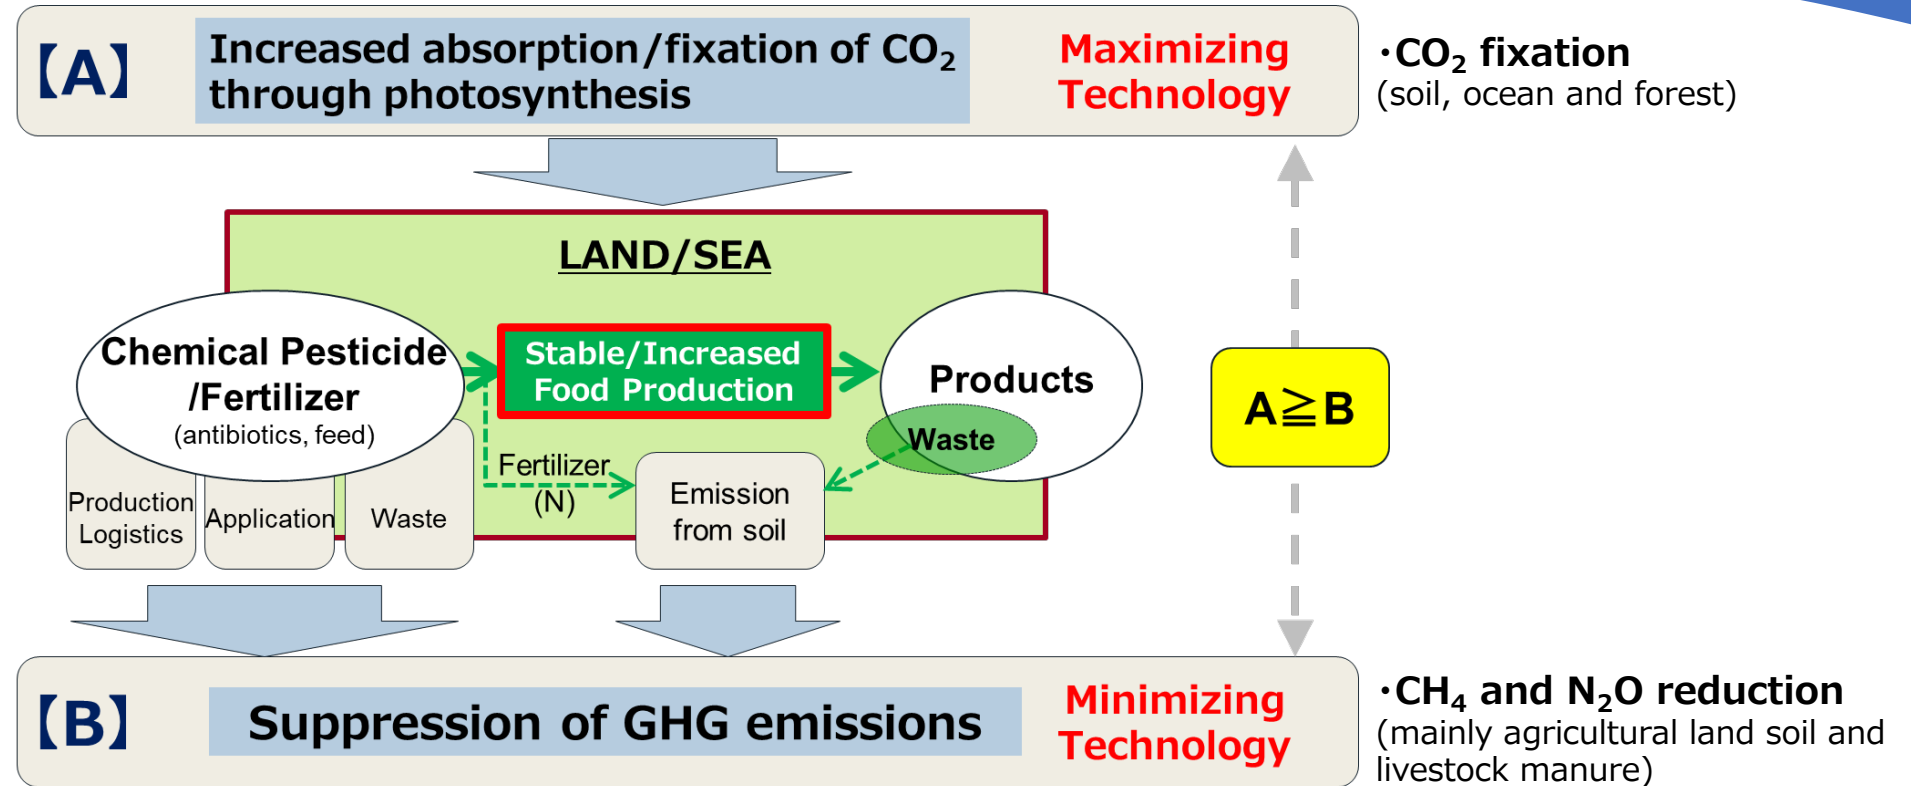 【A】
Increased absorption/fixation of CO₂
through photosynthesis
Maximizing
Technology
・CO₂ fixation
(soil, ocean and forest)
LAND/SEA
Chemical Pesticide
/Fertilizer
(antibiotics, feed)
Stable/Increased
Food Production
Products
Waste
A≧B
Production
Logistics
Application
Waste
Fertilizer
(N)
Emission
from soil
【B】
Suppression of GHG emissions
Minimizing
Technology
・CH₄ and N₂O reduction
(mainly agricultural land soil and
livestock manure)